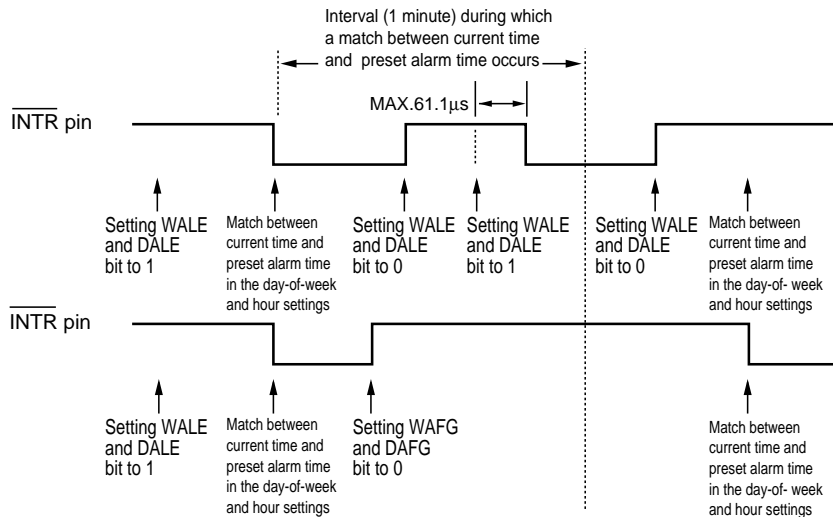 Interval (1 minute) during which
a match between current time
and preset alarm time occurs
MAX.61.1µs
INTR pin
Setting WALE
and DALE
bit to 1
Match between
current time and
preset alarm time
in the day-of-week
and hour settings
Setting WALE
and DALE
bit to 0
Setting WALE
and DALE
bit to 1
Setting WALE
and DALE
bit to 0
Match between
current time and
preset alarm time
in the day-of- week
and hour settings
INTR pin
Setting WALE
and DALE
bit to 1
Match between
current time and
preset alarm time
in the day-of-week
and hour settings
Setting WAFG
and DAFG
bit to 0
Match between
current time and
preset alarm time
in the day-of- week
and hour settings